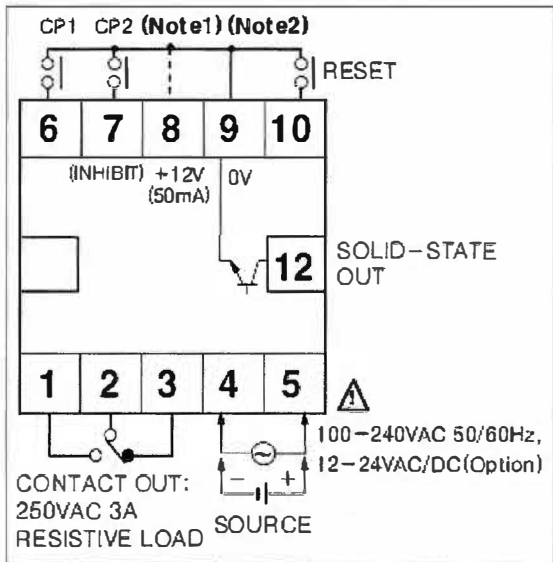 CP1 CP2 (Note1) (Note2)
RESET
6 7 8 9 10
(INHIBIT) +12V 0V
(50mA)
12
SOLID-STATE
OUT
1 2 3 4 5
100-240VAC 50/60Hz,
12-24VAC/DC(Option)
- +
CONTACT OUT:
250VAC 3A
RESISTIVE LOAD
SOURCE